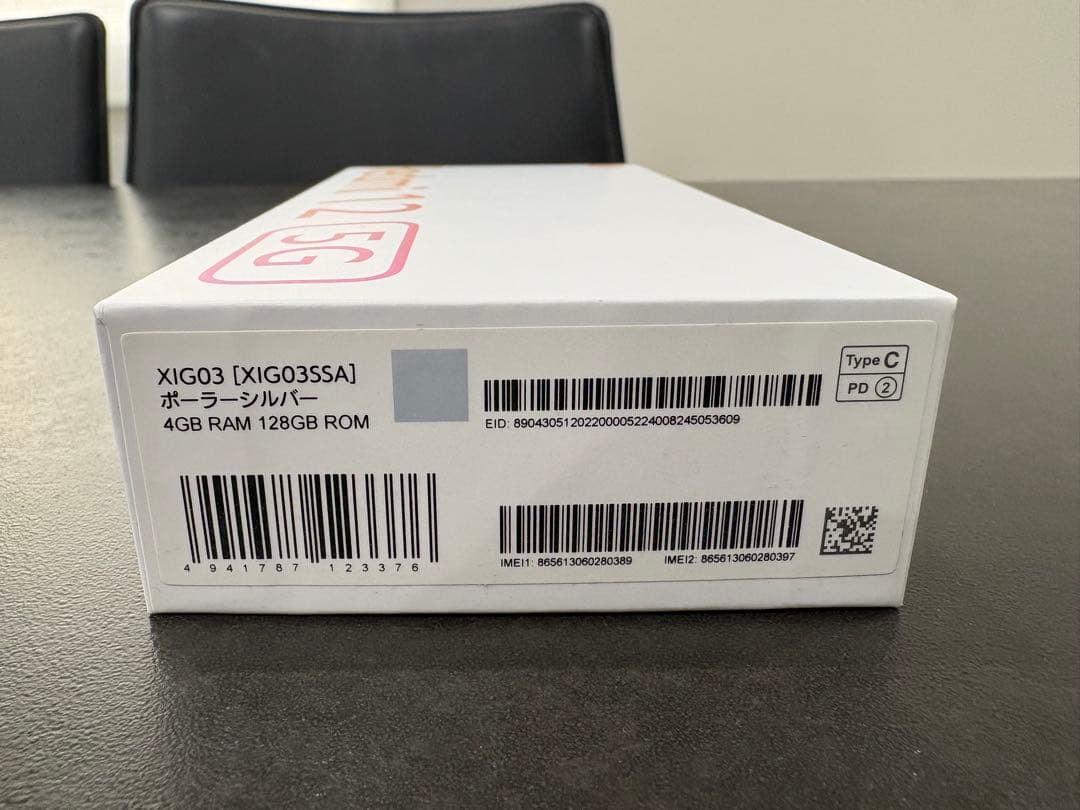 12 5G
XIG03 [XIG03SSA]
ポーラーシルバー
4GB RAM 128GB ROM
EID: 89043051202200005224008245053609
Type C
PD 2
4 941787 123376
IMEI1: 865613060280389
IMEI2: 865613060280397